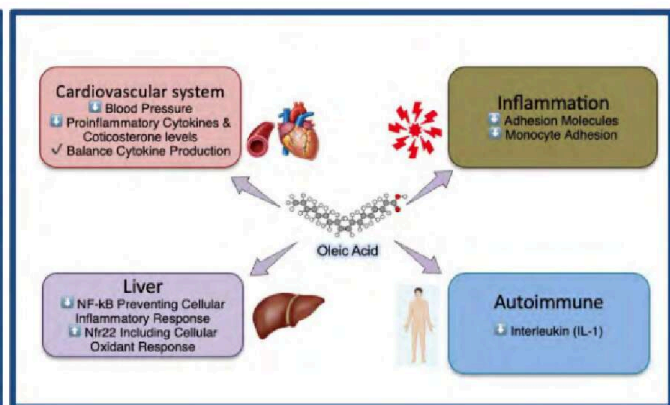 Cardiovascular system
⬇ Blood Pressure
⬇ Proinflammatory Cytokines &
Coticosterone levels
✓ Balance Cytokine Production
Inflammation
⬇ Adhesion Molecules
⬇ Monocyte Adhesion
Oleic Acid
Liver
⬇ NF-kB Preventing Cellular
Inflammatory Response
⬆ Nfr22 Including Cellular
Oxidant Response
Autoimmune
⬇ Interleukin (IL-1)